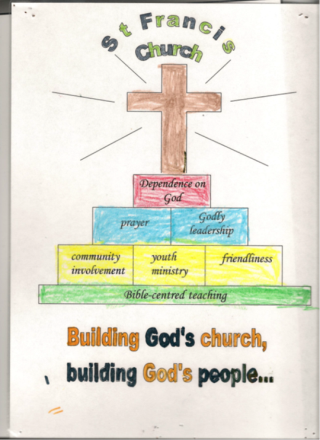 St Francis
Church
Dependence on
God
prayer
Godly
leadership
community
involvement
youth
ministry
friendliness
Bible-centred teaching
Building God's church,
building God's people...